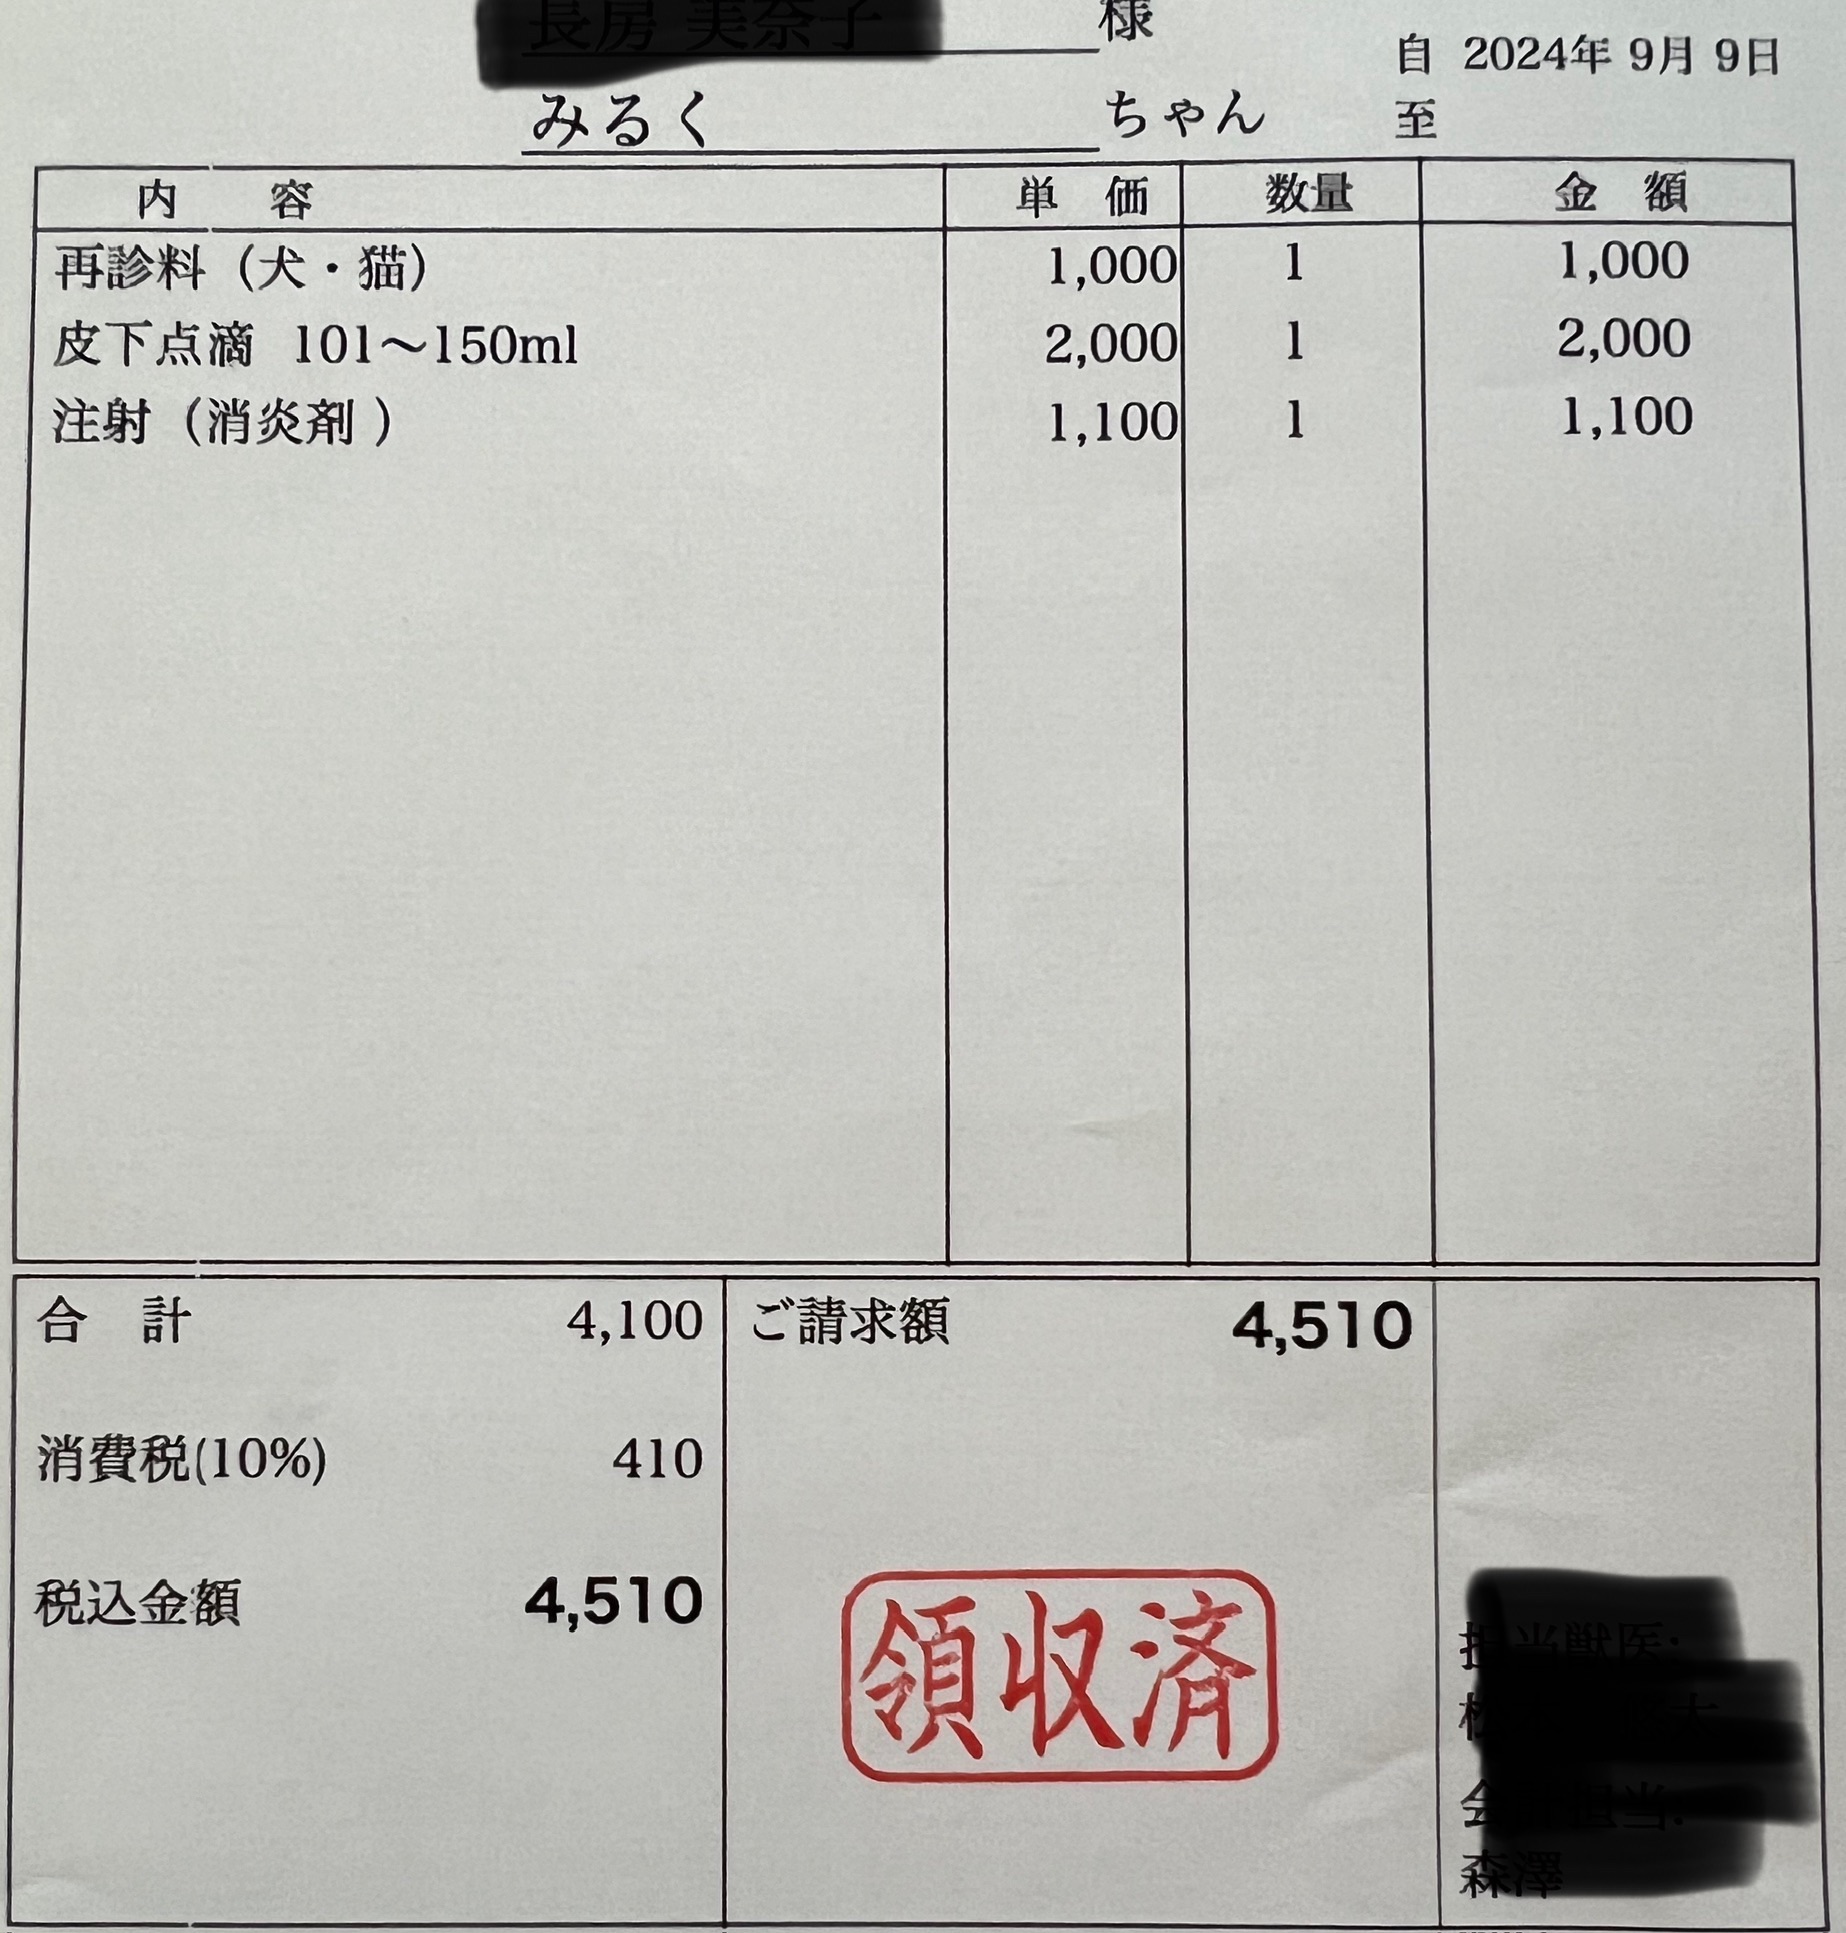 様
自 2024年 9月 9日
みるく ちゃん 至
内 容 単 価 数量 金 額
再診料（犬・猫） 1,000 1 1,000
皮下点滴 101～150ml 2,000 1 2,000
注射（消炎剤 ） 1,100 1 1,100
合 計 4,100 ご請求額 4,510
消費税(10%) 410
税込金額 4,510
領収済